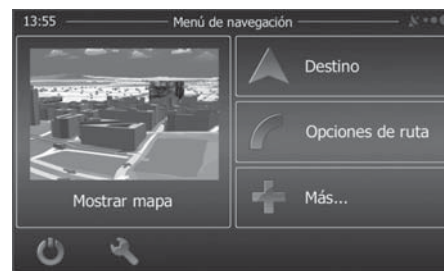 13:55 Menú de navegación
Destino
Opciones de ruta
Mostrar mapa
Más...